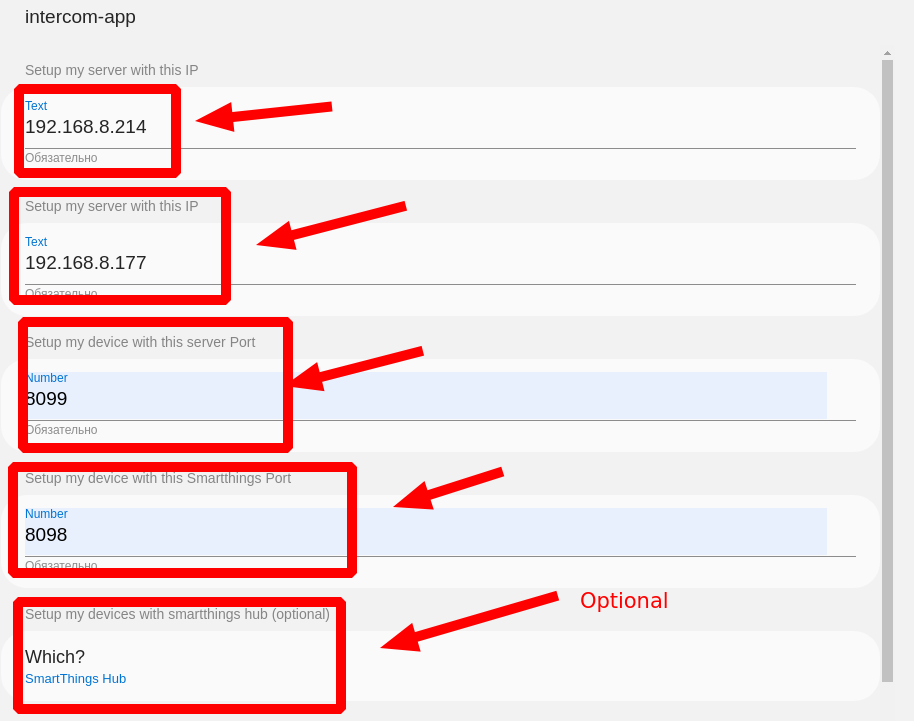 intercom-app
Setup my server with this IP
Text
192.168.8.214
Обязательно
Setup my server with this IP
Text
192.168.8.177
Обязательно
Setup my device with this server Port
Number
8099
Обязательно
Setup my device with this Smartthings Port
Number
8098
Обязательно
Optional
Setup my devices with smartthings hub (optional)
Which?
SmartThings Hub